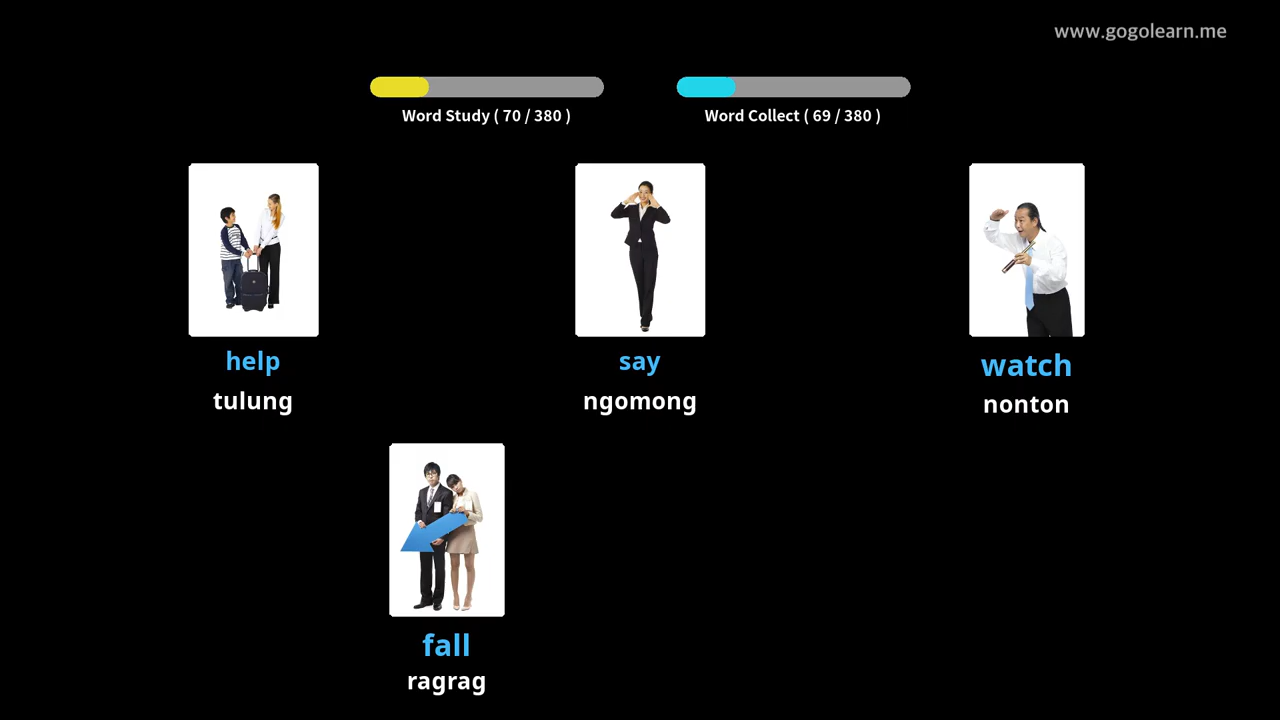 www.gogolearn.me
Word Study ( 70 / 380 )
Word Collect ( 69 / 380 )
help
tulung
say
ngomong
watch
nonton
fall
ragrag